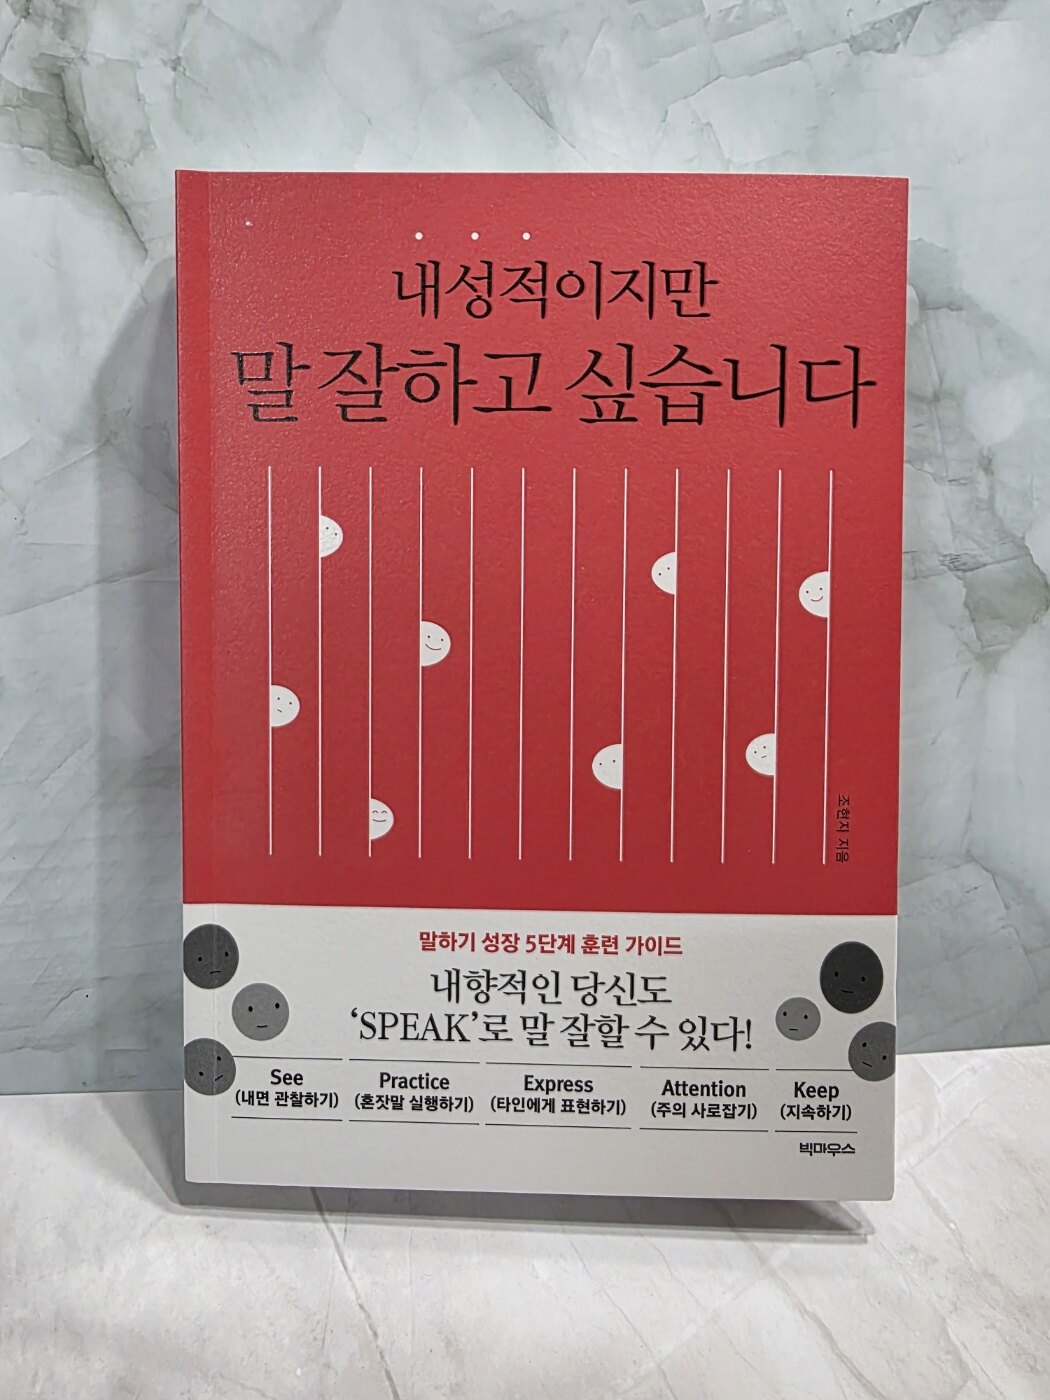 내성적이지만
말 잘하고 싶습니다
조현지 지음
말하기 성장 5단계 훈련 가이드
내향적인 당신도
‘SPEAK’로 말 잘할 수 있다!
See
(내면 관찰하기)
Practice
(혼잣말 실행하기)
Express
(타인에게 표현하기)
Attention
(주의 사로잡기)
Keep
(지속하기)
빅마우스